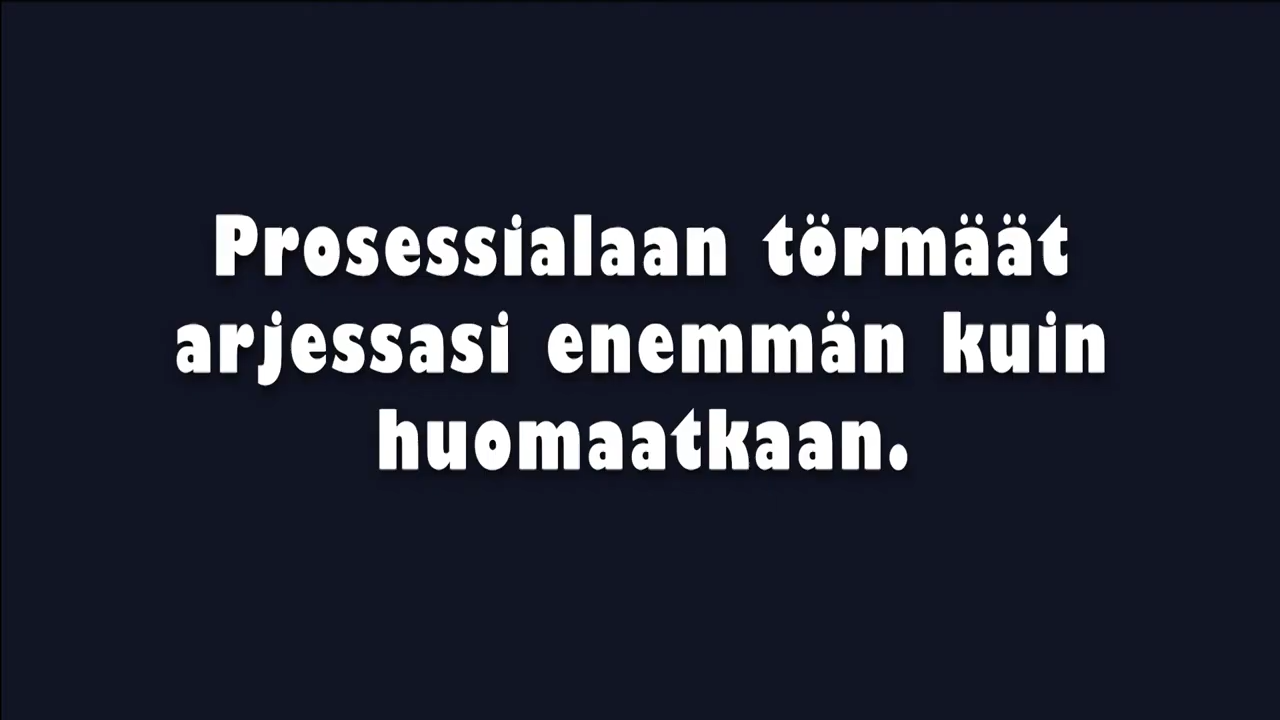 Prosessialaan törmäät
arjessasi enemmän kuin
huomaatkaan.